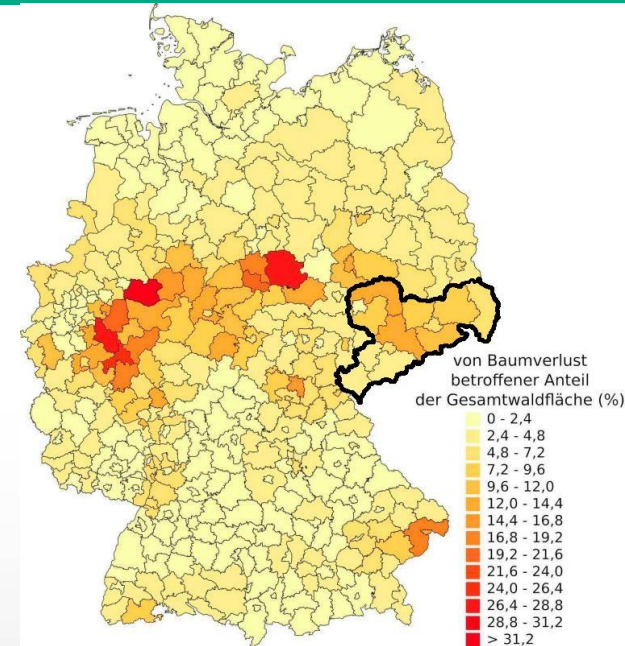 von Baumverlust
betroffener Anteil
der Gesamtwaldfläche (%)
0 - 2,4
2,4 - 4,8
4,8 - 7,2
7,2 - 9,6
9,6 - 12,0
12,0 - 14,4
14,4 - 16,8
16,8 - 19,2
19,2 - 21,6
21,6 - 24,0
24,0 - 26,4
26,4 - 28,8
28,8 - 31,2
> 31,2